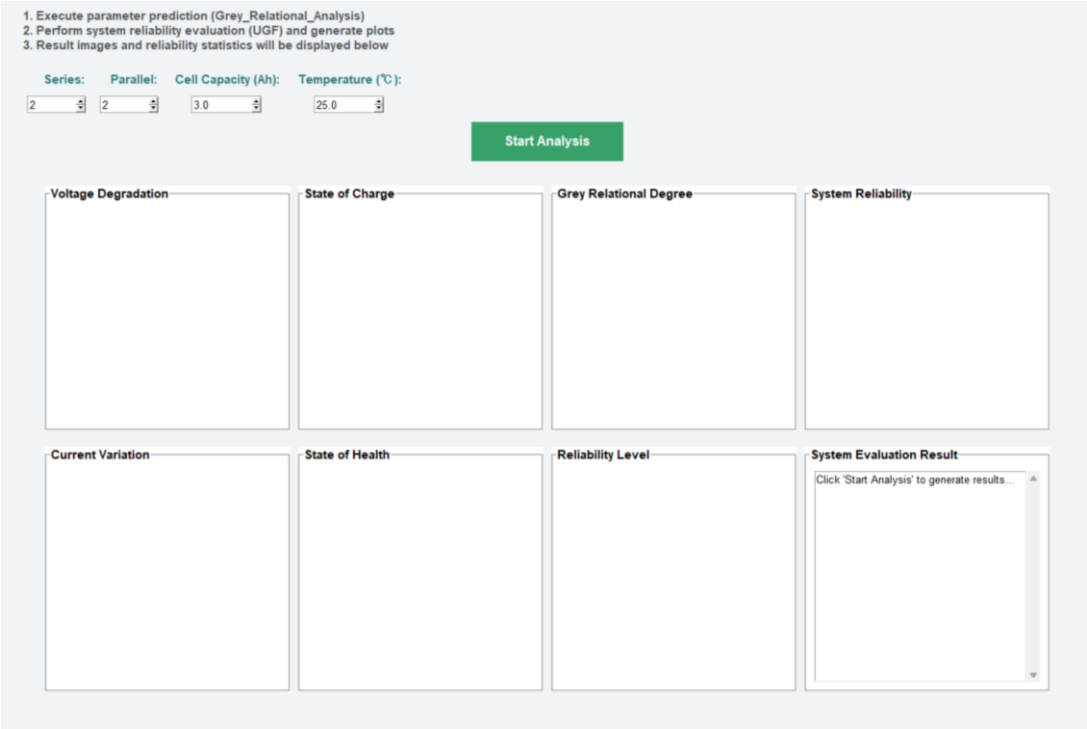 1. Execute parameter prediction (Grey_Relational_Analysis)
2. Perform system reliability evaluation (UGF) and generate plots
3. Result images and reliability statistics will be displayed below
Series: Parallel: Cell Capacity (Ah): Temperature (℃):
2 2 3.0 25.0
Start Analysis
Voltage Degradation State of Charge Grey Relational Degree System Reliability
Current Variation State of Health Reliability Level System Evaluation Result
Click 'Start Analysis' to generate results...